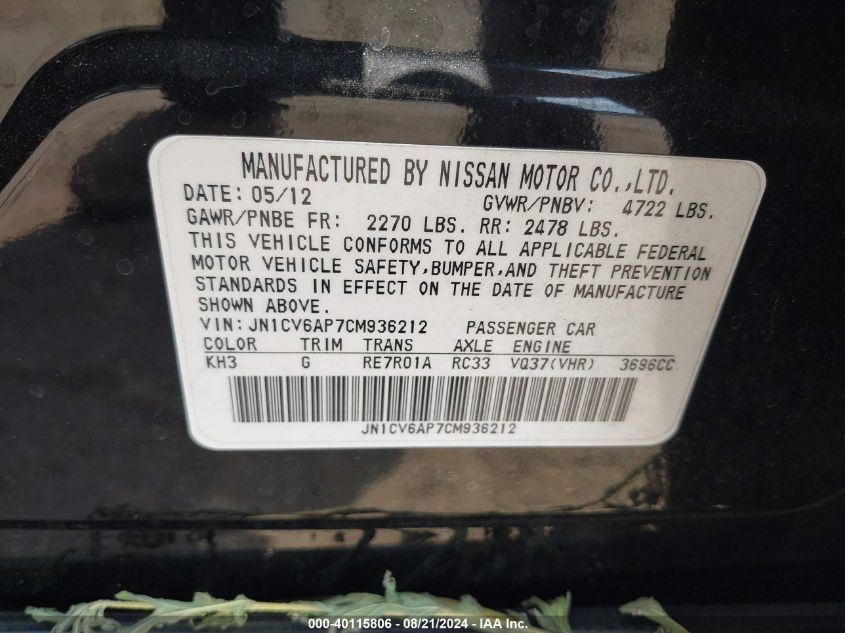 MANUFACTURED BY NISSAN MOTOR CO.,LTD.
DATE: 05/12 GVWR/PNBV: 4722 LBS.
GAWR/PNBE FR: 2270 LBS. RR: 2478 LBS.
THIS VEHICLE CONFORMS TO ALL APPLICABLE FEDERAL
MOTOR VEHICLE SAFETY,BUMPER,AND THEFT PREVENTION
STANDARDS IN EFFECT ON THE DATE OF MANUFACTURE
SHOWN ABOVE.
VIN: JN1CV6AP7CM936212 PASSENGER CAR
COLOR TRIM TRANS AXLE ENGINE
KH3 G RE7R01A RC33 VQ37(VHR) 3696CC
JN1CV6AP7CM936212
000-40115806 - 08/21/2024 - IAAI.COM